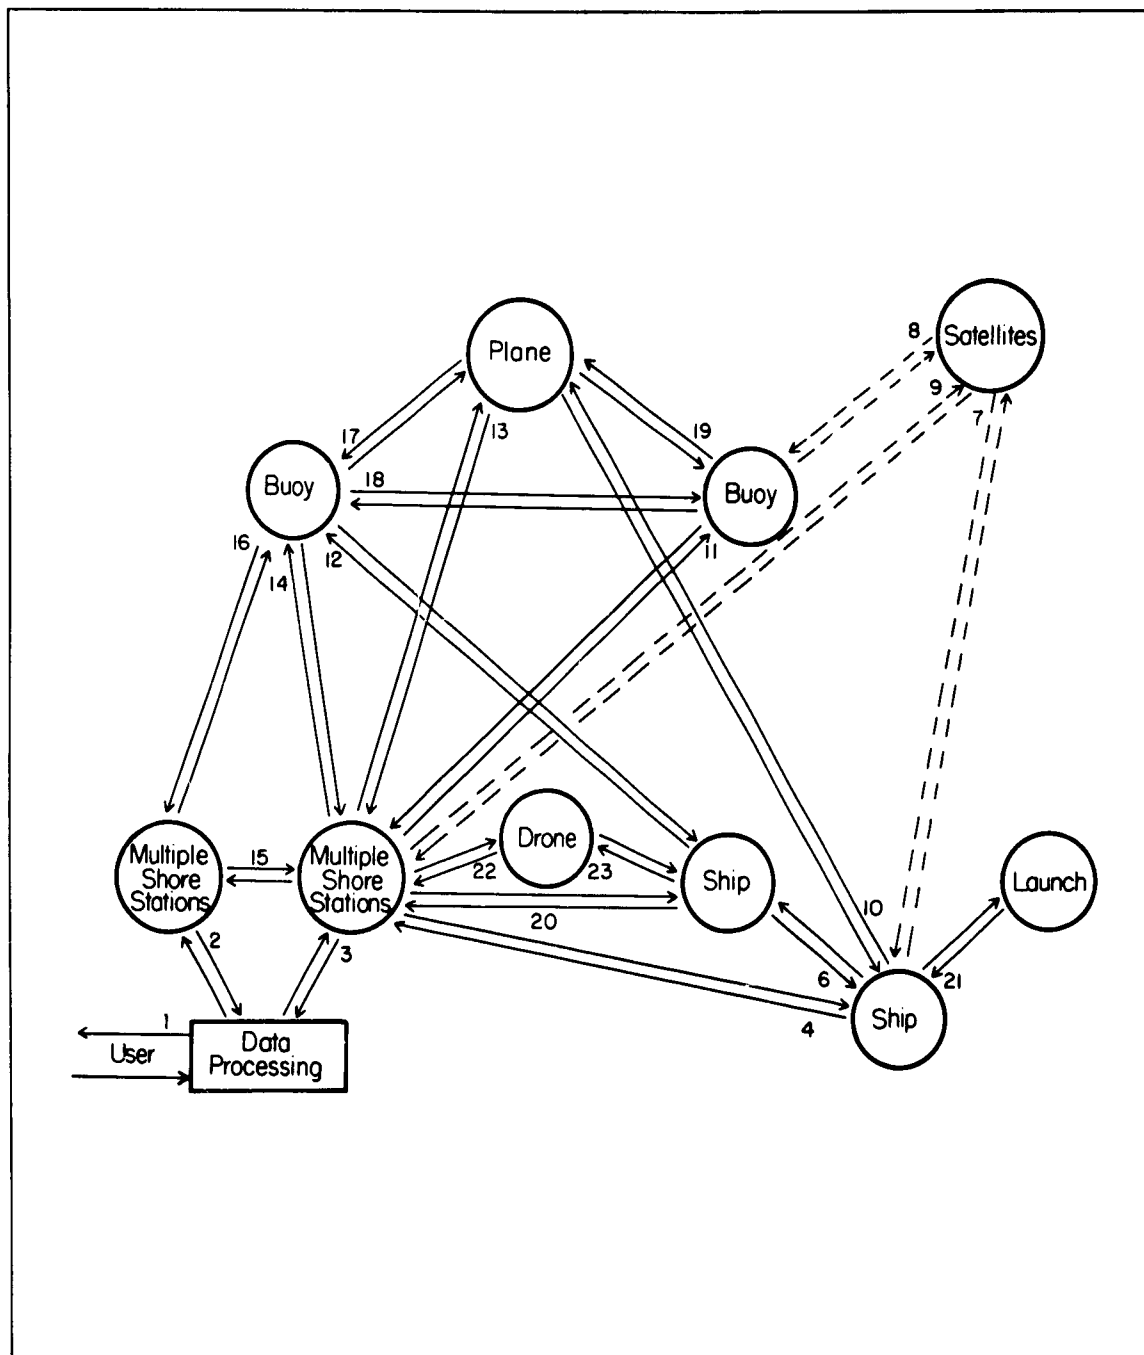 8
Satellites
Plane
9
7
17
13
19
Buoy
18
Buoy
16
14
12
11
Drone
Multiple
Shore
Stations
15
Multiple
Shore
Stations
22
23
Ship
Launch
20
10
2
3
6
21
4
Ship
1
User
Data
Processing